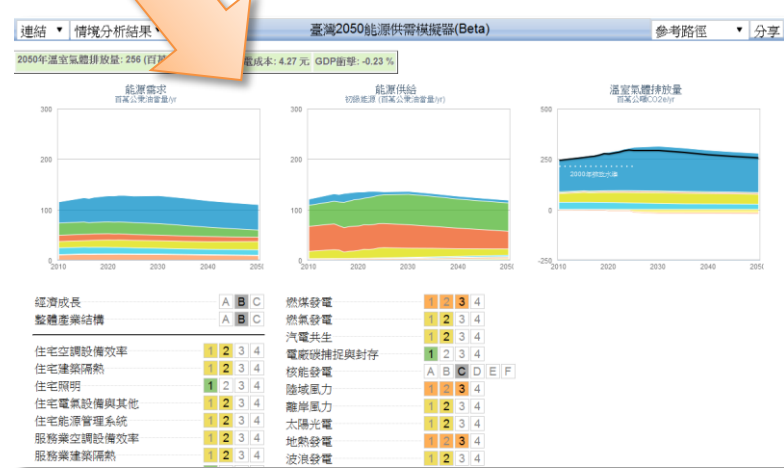 連結 ▼ 情境分析結果 臺灣2050能源供需模擬器(Beta) 參考路徑 ▼ 分享
2050年溫室氣體排放量: 256 (百 電成本: 4.27 元 GDP衝擊: -0.23 %
能源需求
百萬公秉油當量/yr
300
200
100
0
2010 2020 2030 2040 205
能源供給
初級能源 (百萬公秉油當量/yr)
300
200
100
0
2010 2020 2030 2040 205
溫室氣體排放量
百萬公噸CO2e/yr
500
250
2000年排放水準
0
-250
2010 2020 2030 2040 205
經濟成長 A B C
整體產業結構 A B C
住宅空調設備效率 1 2 3 4
住宅建築隔熱 1 2 3 4
住宅照明 1 2 3 4
住宅電氣設備與其他 1 2 3 4
住宅能源管理系統 1 2 3 4
服務業空調設備效率 1 2 3 4
服務業建築隔熱 1 2 3 4
燃煤發電 1 2 3 4
燃氣發電 1 2 3 4
汽電共生 1 2 3 4
電廠碳捕捉與封存 1 2 3 4
核能發電 A B C D E F
陸域風力 1 2 3 4
離岸風力 1 2 3 4
太陽光電 1 2 3 4
地熱發電 1 2 3 4
波浪發電 1 2 3 4